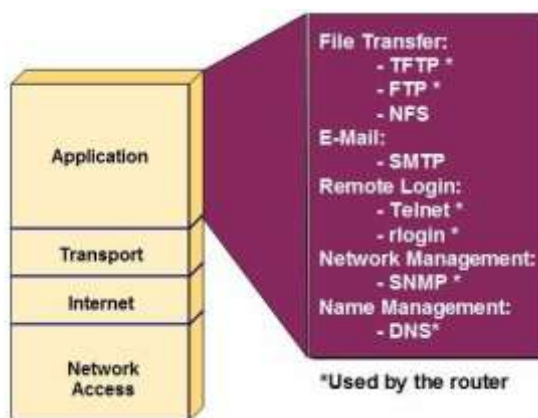 Application
Transport
Internet
Network
Access
File Transfer:
- TFTP *
- FTP *
- NFS
E-Mail:
- SMTP
Remote Login:
- Telnet *
- rlogin *
Network Management:
- SNMP *
Name Management:
- DNS*
*Used by the router